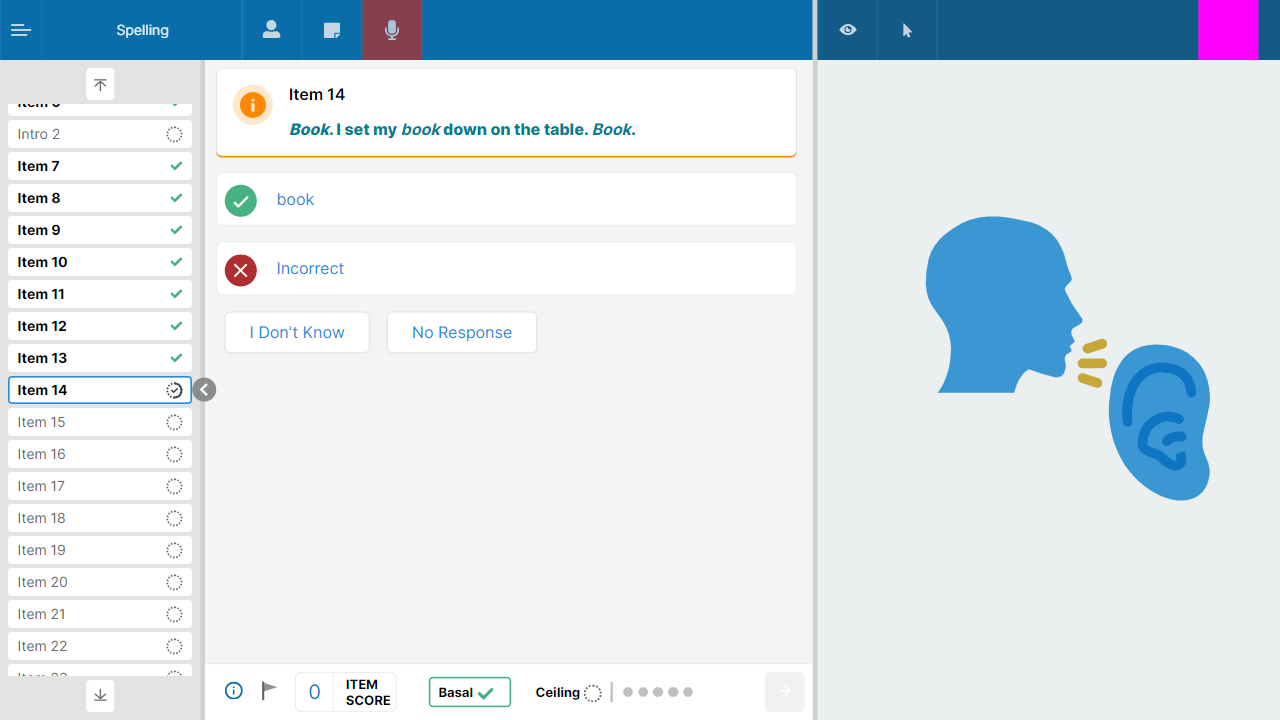 Spelling
Intro 2
Item 7
Item 8
Item 9
Item 10
Item 11
Item 12
Item 13
Item 14
Item 15
Item 16
Item 17
Item 18
Item 19
Item 20
Item 21
Item 22
Item 14
Book. I set my book down on the table. Book.
book
Incorrect
I Don’t Know
No Response
0
ITEM
SCORE
Basal
Ceiling